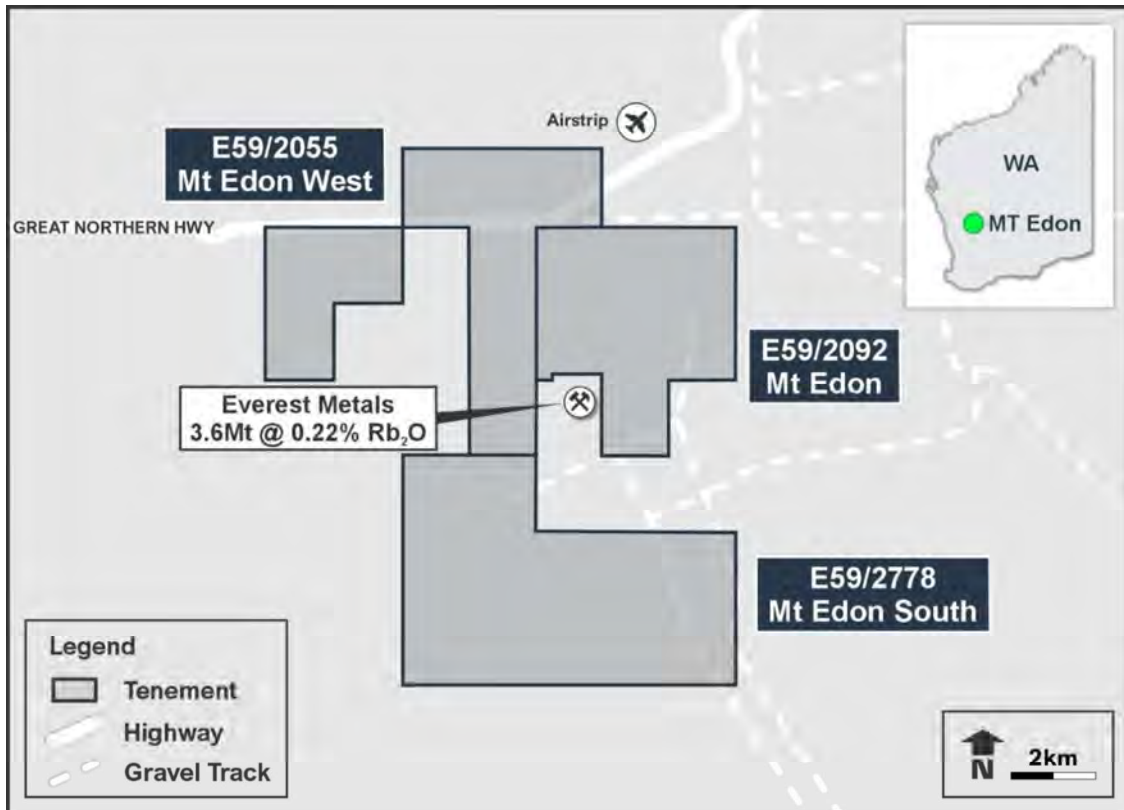 Airstrip
E59/2055
Mt Edon West
WA
GREAT NORTHERN HWY
MT Edon
E59/2092
Mt Edon
Everest Metals
3.6Mt @ 0.22% Rb₂O
E59/2778
Mt Edon South
Legend
Tenement
Highway
Gravel Track
N
2km